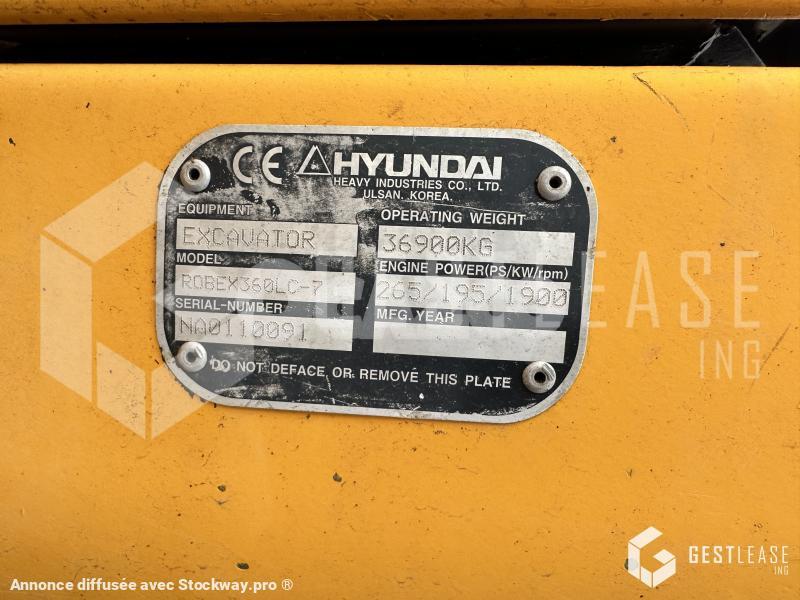 CE HYUNDAI
HEAVY INDUSTRIES CO., LTD.
ULSAN, KOREA.
EQUIPMENT
EXCAVATOR
OPERATING WEIGHT
36900KG
MODEL
ROBEX360LC-7
ENGINE POWER(PS/KW/rpm)
265/195/1900
SERIAL-NUMBER
NA0110091
MFG. YEAR
DO NOT DEFACE OR REMOVE THIS PLATE
GESTLEASE
ING
GESTLEASE
ING
Annonce diffusée avec Stockway.pro ®